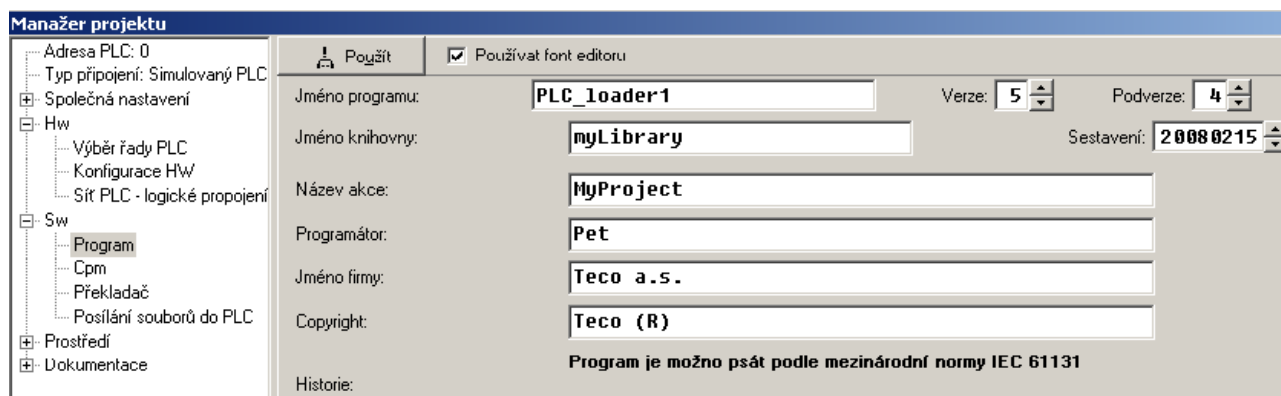 Manažer projektu
Adresa PLC: 0
Typ připojení: Simulovaný PLC
Společná nastavení
Hw
Výběr řady PLC
Konfigurace HW
Síť PLC - logické propojení
Sw
Program
Cpm
Překladač
Posílání souborů do PLC
Prostředí
Dokumentace
Použít
Používat font editoru
Jméno programu: PLC_loader1 Verze: 5 Podverze: 4
Jméno knihovny: myLibrary Sestavení: 20080215
Název akce: MyProject
Programátor: Pet
Jméno firmy: Teco a.s.
Copyright: Teco (R)
Program je možno psát podle mezinárodní normy IEC 61131
Historie: